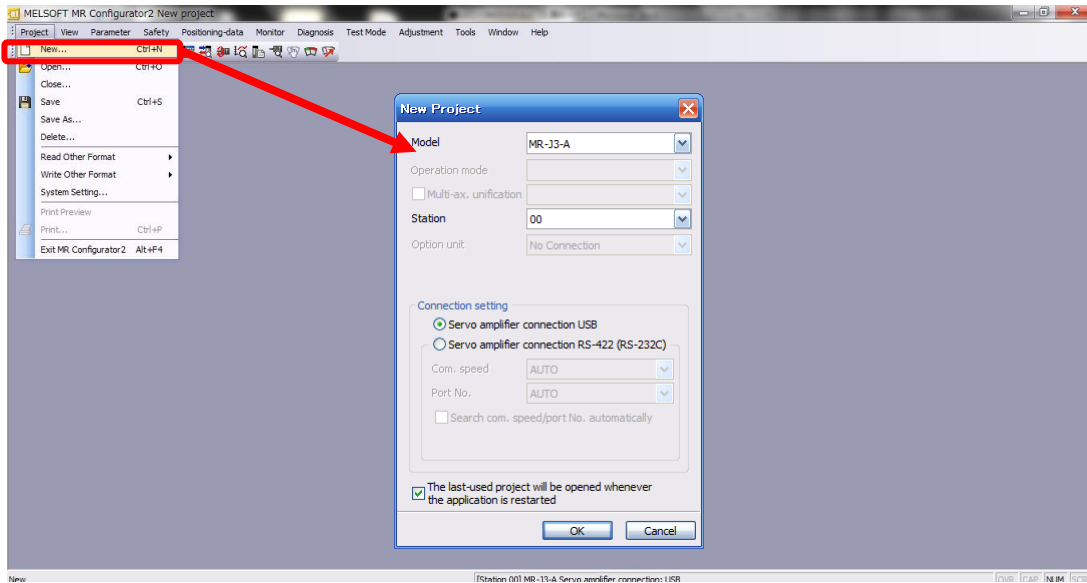 MELSOFT MR Configurator2 New project
Project View Parameter Safety Positioning-data Monitor Diagnosis Test Mode Adjustment Tools Window Help
New... Ctrl+N
Open... Ctrl+O
Close...
Save Ctrl+S
Save As...
Delete...
Read Other Format
Write Other Format
System Setting...
Print Preview
Print... Ctrl+P
Exit MR Configurator2 Alt+F4
New Project
Model MR-J3-A
Operation mode
Multi-ax. unification
Station 00
Option unit No Connection
Connection setting
Servo amplifier connection USB
Servo amplifier connection RS-422 (RS-232C)
Com. speed AUTO
Port No. AUTO
Search com. speed/port No. automatically
The last-used project will be opened whenever
the application is restarted
OK Cancel
New [Station 00] MR-J3-A Servo amplifier connection: USB OVR CAP NUM SCR